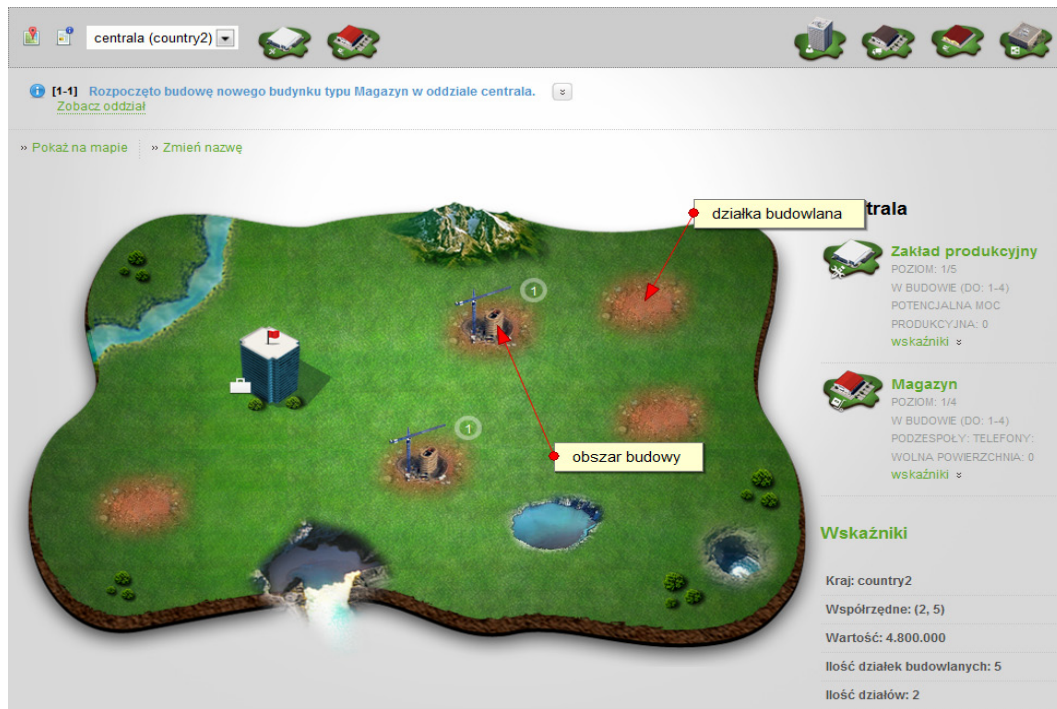 centrala (country2)
[1-1] Rozpoczęto budowę nowego budynku typu Magazyn w oddziale centrala.
Zobacz oddział
» Pokaż na mapie
» Zmień nazwę
działka budowlana
trala
1
1
obszar budowy
Zakład produkcyjny
POZIOM: 1/5
W BUDOWIE (DO: 1-4)
POTENCJALNA MOC
PRODUKCYJNA: 0
wskaźniki
Magazyn
POZIOM: 1/4
W BUDOWIE (DO: 1-4)
PODZESPOŁY: TELEFONY:
WOLNA POWIERZCHNIA: 0
wskaźniki
Wskaźniki
Kraj: country2
Współrzędne: (2, 5)
Wartość: 4.800.000
Ilość działek budowlanych: 5
Ilość działów: 2